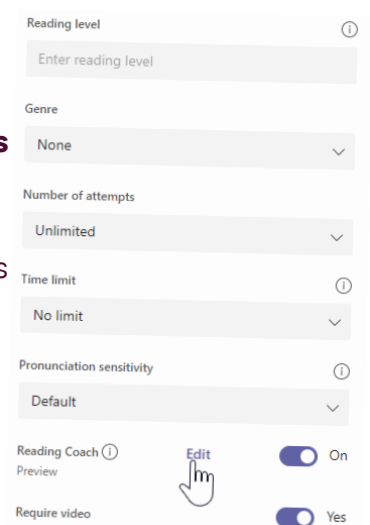 Reading level
Enter reading level
Genre
s
None
Number of attempts
Unlimited
s
Time limit
No limit
Pronunciation sensitivity
Default
Reading Coach Edit On
Preview
Require video Yes